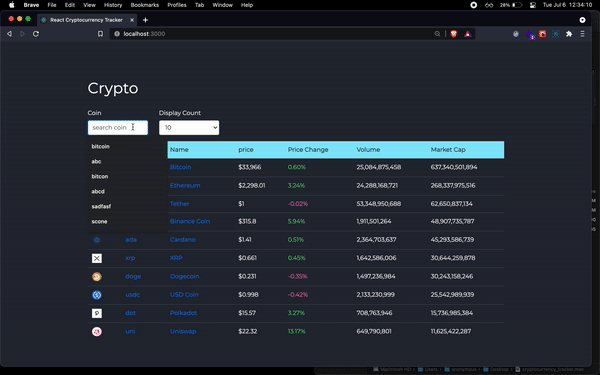 Brave File Edit View History Bookmarks Profiles Tab Window Help 28% Tue Jul 6 12:34:10
React Cryptocurrency Tracker
localhost:3000
Crypto
Coin Display Count
search coin 10
bitcoin
abc
bitcon
abcd
sadfasf
scone
Name price Price Change Volume Market Cap
Bitcoin $33,966 0.60% 25,084,875,458 637,340,501,894
Ethereum $2,298.01 3.24% 24,288,168,721 268,337,975,516
Tether $1 -0.02% 53,348,950,688 62,650,837,134
Binance Coin $315.8 5.94% 1,911,501,264 48,907,735,787
ada Cardano $1.41 0.51% 2,364,703,637 45,293,586,739
xrp XRP $0.661 0.45% 1,642,586,006 30,644,259,878
doge Dogecoin $0.231 -0.35% 1,497,236,984 30,243,158,246
usdc USD Coin $0.998 -0.42% 2,133,230,999 25,542,989,939
dot Polkadot $15.57 3.27% 708,763,946 15,736,985,384
uni Uniswap $22.32 13.17% 649,790,801 11,625,422,287
Macintosh HD Users anonymous Desktop cryptocurrency_tracker.mov